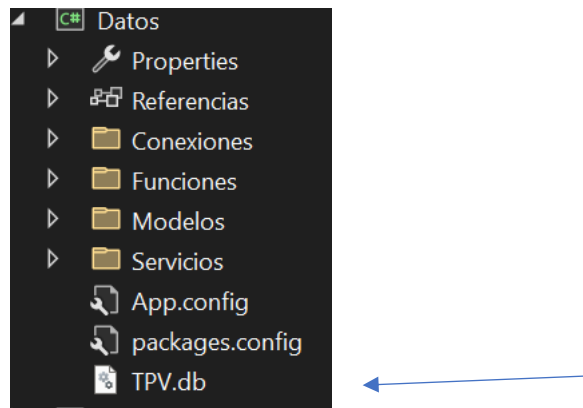 C# Datos
Properties
Referencias
Conexiones
Funciones
Modelos
Servicios
App.config
packages.config
TPV.db